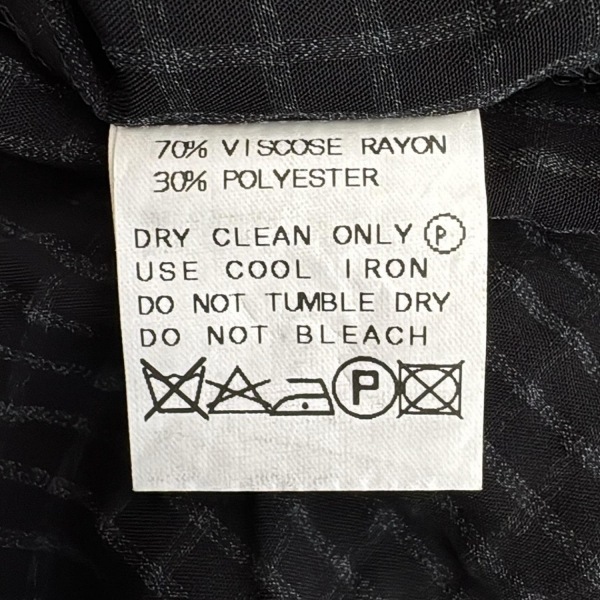 70% VISCOSE RAYON
30% POLYESTER
DRY CLEAN ONLY Ⓟ
USE COOL IRON
DO NOT TUMBLE DRY
DO NOT BLEACH
P